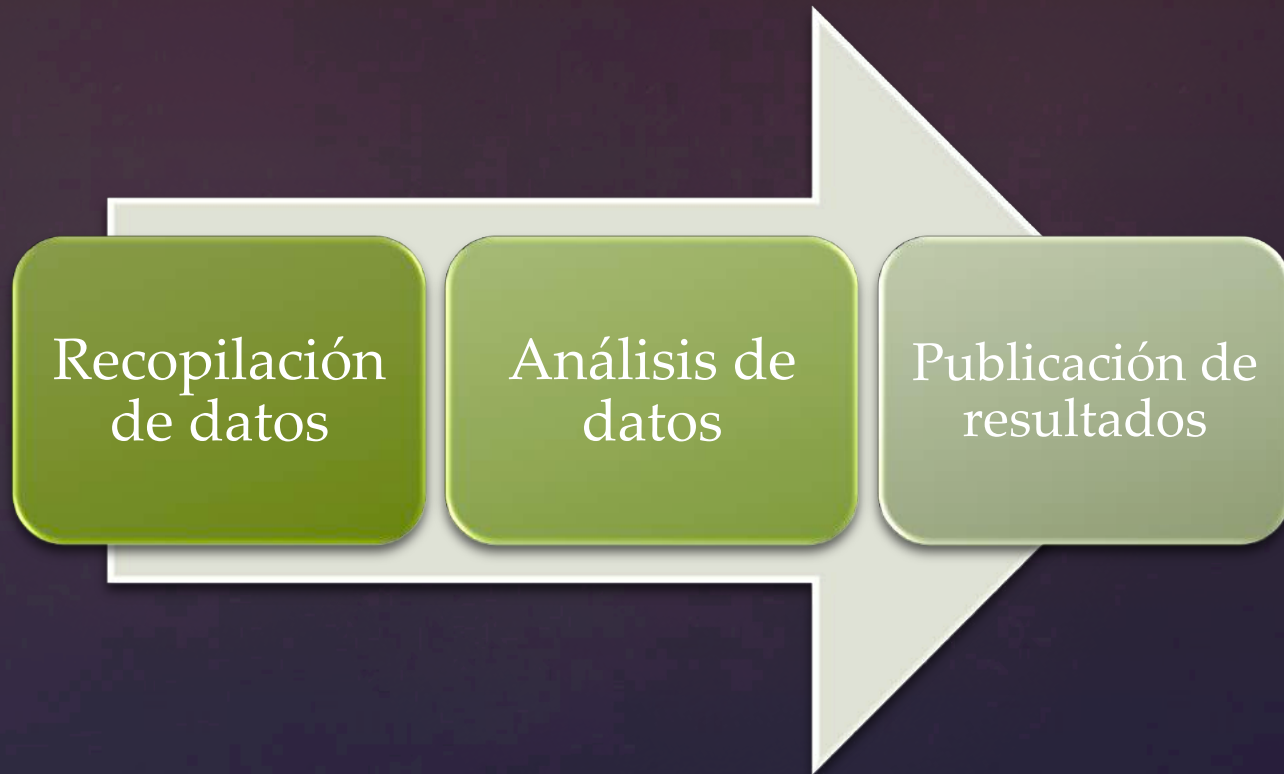 Recopilación
de datos
Análisis de
datos
Publicación de
resultados